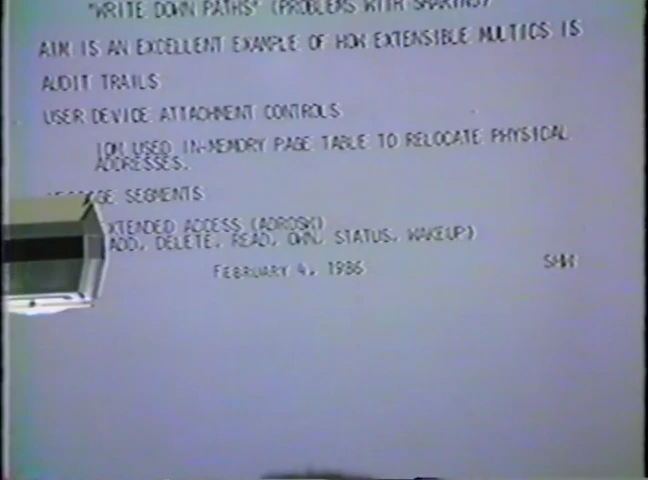 "WRITE DOWN PATHS" (PROBLEMS WITH SHARING)
AIM IS AN EXCELLENT EXAMPLE OF HOW EXTENSIBLE MULTICS IS
AUDIT TRAILS
USER DEVICE ATTACHMENT CONTROLS
IOM USED IN-MEMORY PAGE TABLE TO RELOCATE PHYSICAL
ADDRESSES.
SEGMENTS
EXTENDED ACCESS (ADROSW)
ADD, DELETE, READ, OWN, STATUS, WAKEUP)
FEBRUARY 4, 1986 SHW